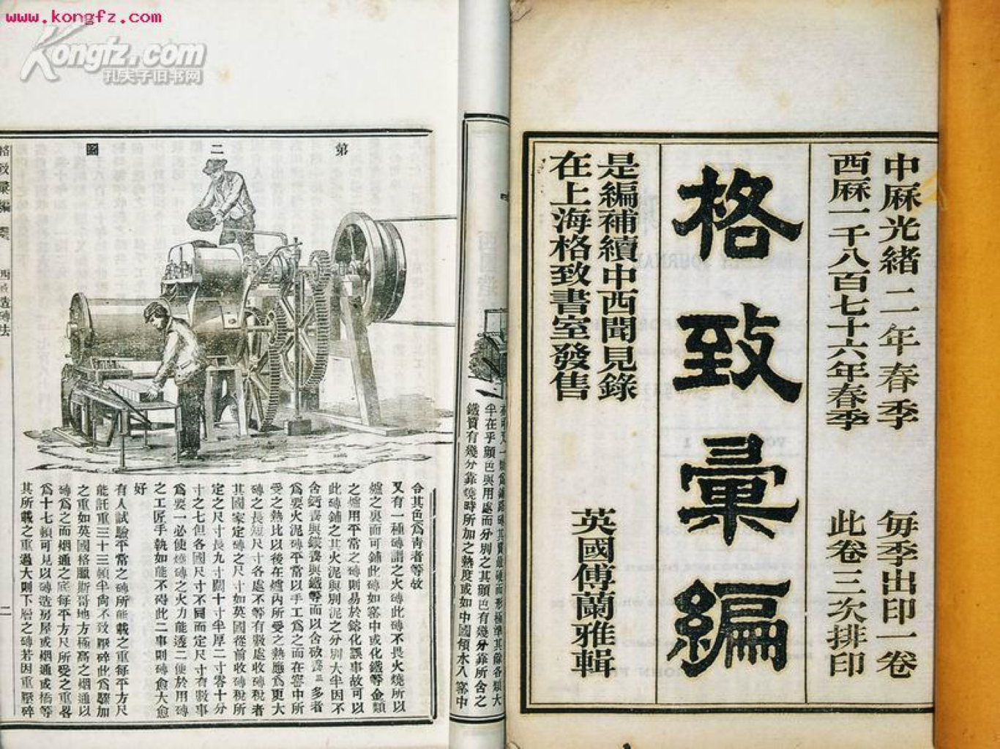 www.kongfz.com
Kongfz.com
孔夫子旧书网
中厤光緒二年春季
每季出印一卷
西厤一千八百七十六年春季
此卷三次排印
格致彙編
是編補續中西聞見錄
在上海格致書室發售
英國傅蘭雅輯
半在乎顔色與用處而分別之其顔色有幾分靠所含之
鐵質有幾分靠燒時所加之熱度或如中國傾水入窰中
第二圖
令其色爲靑者等故
又有一種磚謂之火磚此磚不畏火燒所以
爐之裏面可鋪此磚如窰中或化鐵等金類
之爐用平常之磚則易於鎔化誤事故可以
此磚鋪之其火泥與別泥之分別大半因不
含鈣養與鎂養與鐵等而以含矽養三多者
爲要火泥磚平常以手工爲之而在窰中所
受之熱比以後在爐內所受之熱應爲更大
磚之長短尺寸各處不等有數處收磚稅者
其國家定磚之尺寸如英國從前收磚稅所
定之尺寸長九寸闊十寸半厚二寸零十分
寸之七但各國尺寸不同而定尺寸有數事
爲要一必使燒磚之火力能透二便於用磚
之工匠手執如能不碍此二事則磚愈大愈
好
有人試驗平常之磚所能載之重每平方尺
能託重三十三頓半尙不致壓碎此爲驟加
之重如英國格臘斯哥地方極高之烟通以
磚爲之而烟通之底每平方尺所受之重畧
爲十七頓可見以磚造房屋或烟通或橋等
其所載之重過大則下層之磚若因重壓碎
格致彙編
造磚法
二